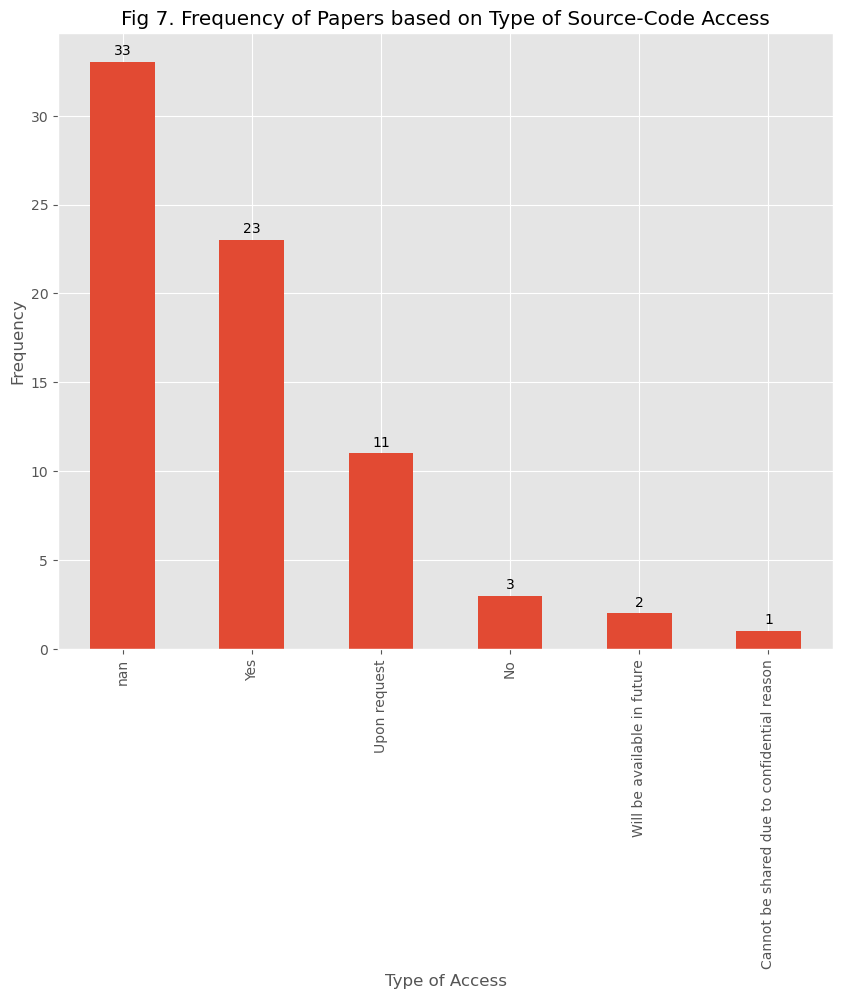 Fig 7. Frequency of Papers based on Type of Source-Code Access
33
23
11
3
2
1
30
25
20
15
10
5
0
Frequency
nan
Yes
Upon request
No
Will be available in future
Cannot be shared due to confidential reason
Type of Access